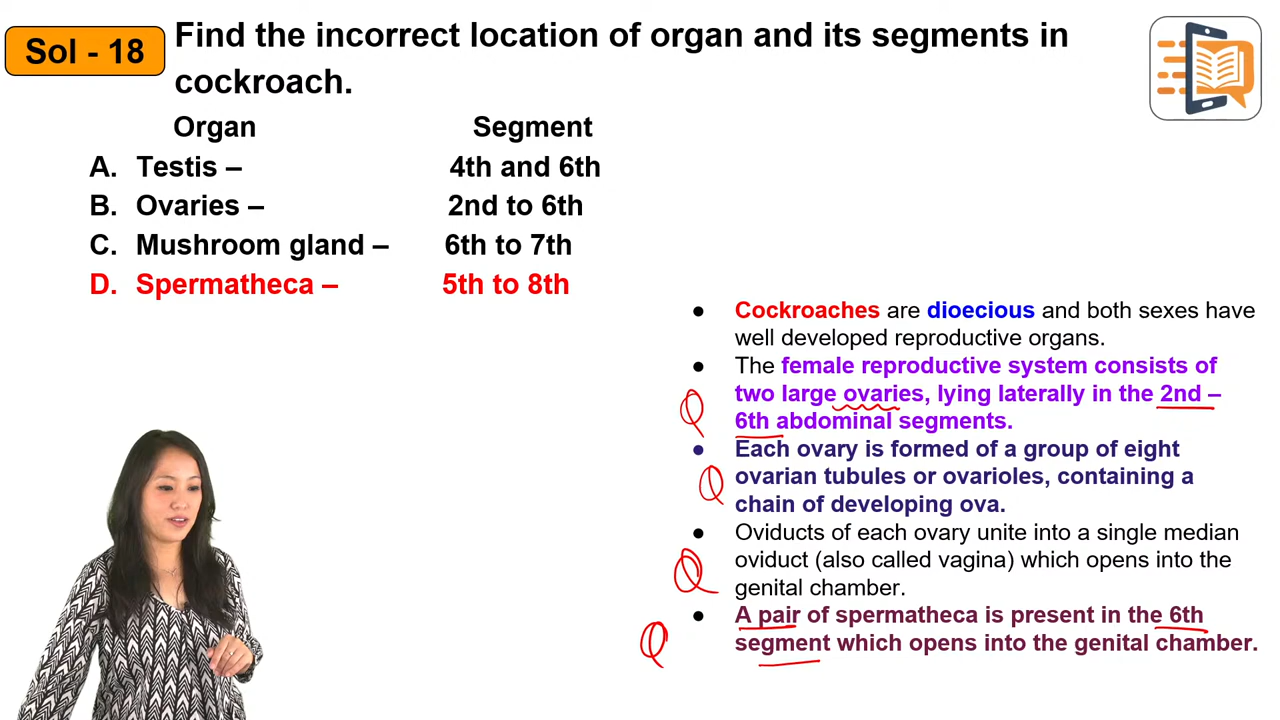 Sol - 18
Find the incorrect location of organ and its segments in
cockroach.
Organ Segment
A. Testis – 4th and 6th
B. Ovaries – 2nd to 6th
C. Mushroom gland – 6th to 7th
D. Spermatheca – 5th to 8th
● Cockroaches are dioecious and both sexes have
well developed reproductive organs.
● The female reproductive system consists of
two large ovaries, lying laterally in the 2nd –
6th abdominal segments.
● Each ovary is formed of a group of eight
ovarian tubules or ovarioles, containing a
chain of developing ova.
● Oviducts of each ovary unite into a single median
oviduct (also called vagina) which opens into the
genital chamber.
● A pair of spermatheca is present in the 6th
segment which opens into the genital chamber.
Q
Q
Q
Q